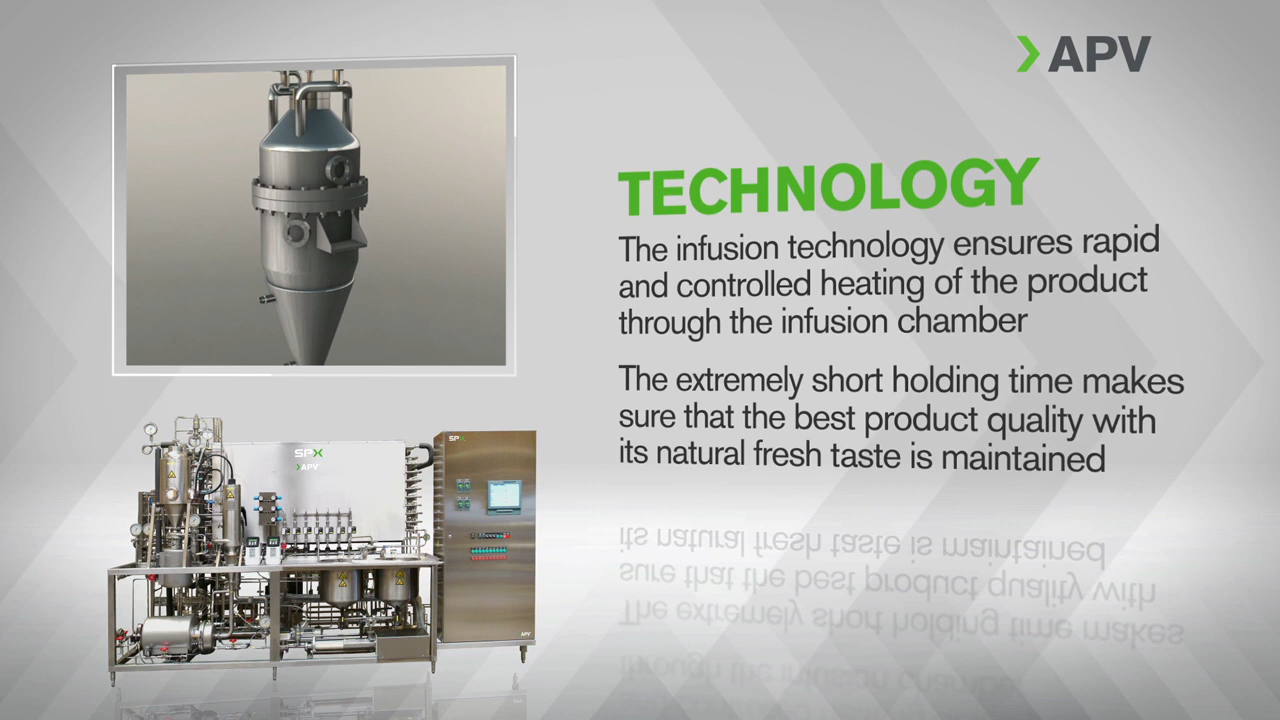 APV
TECHNOLOGY
The infusion technology ensures rapid
and controlled heating of the product
through the infusion chamber
The extremely short holding time makes
sure that the best product quality with
its natural fresh taste is maintained
SPX
APV
SPX
APV